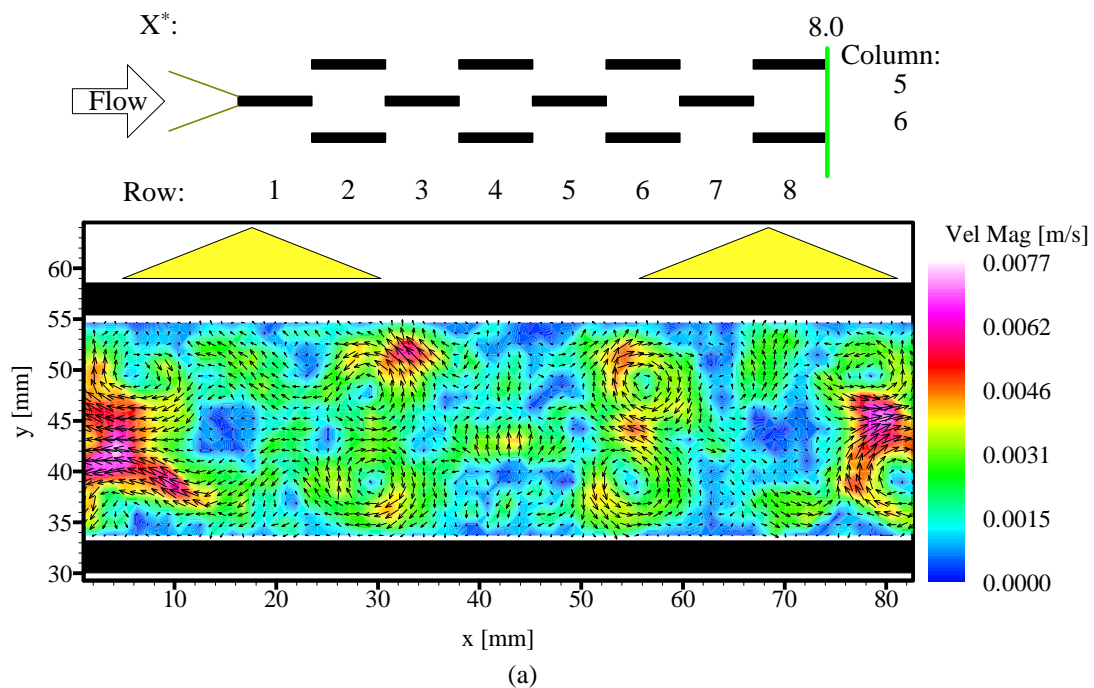 X*:
8.0
Column:
5
6
Flow
Row: 1 2 3 4 5 6 7 8
Vel Mag [m/s]
0.0077
0.0062
0.0046
0.0031
0.0015
0.0000
60
55
50
45
40
35
30
y [mm]
10 20 30 40 50 60 70 80
x [mm]
(a)